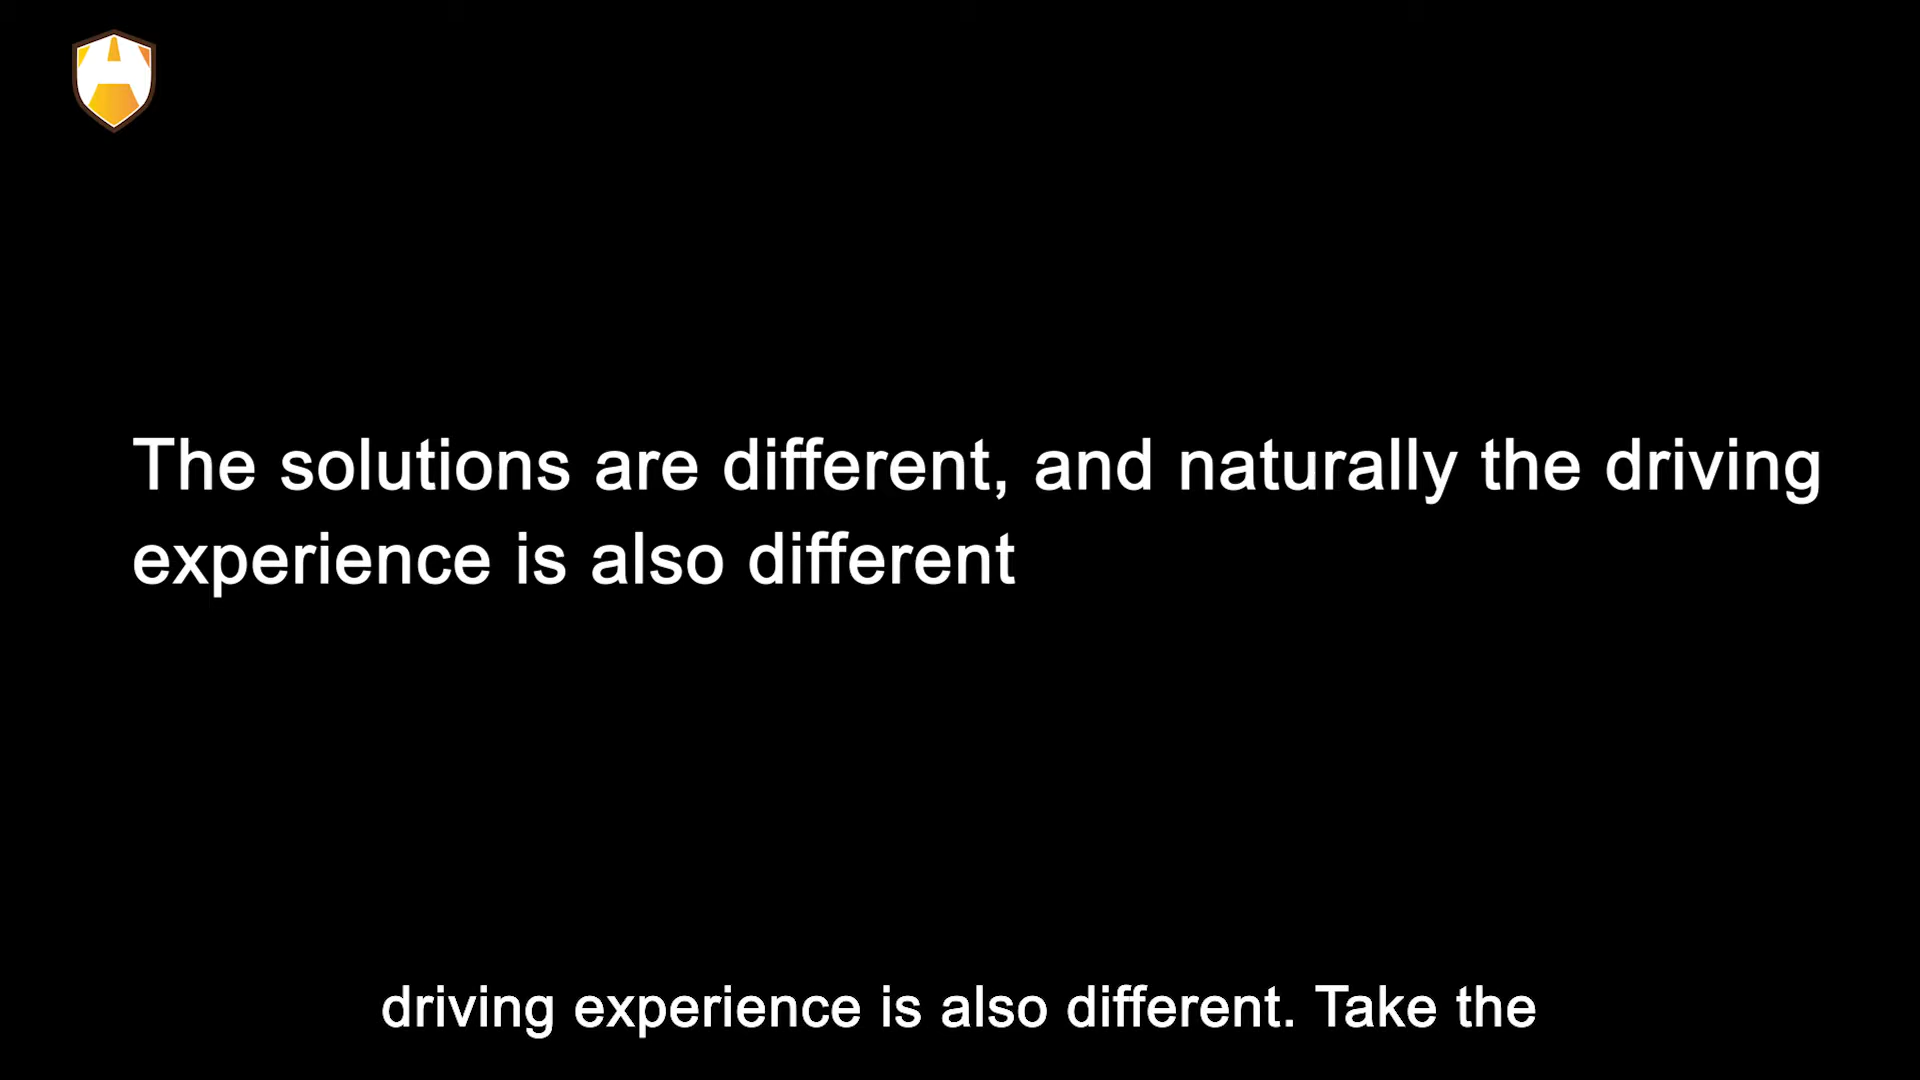 The solutions are different, and naturally the driving
experience is also different
driving experience is also different. Take the